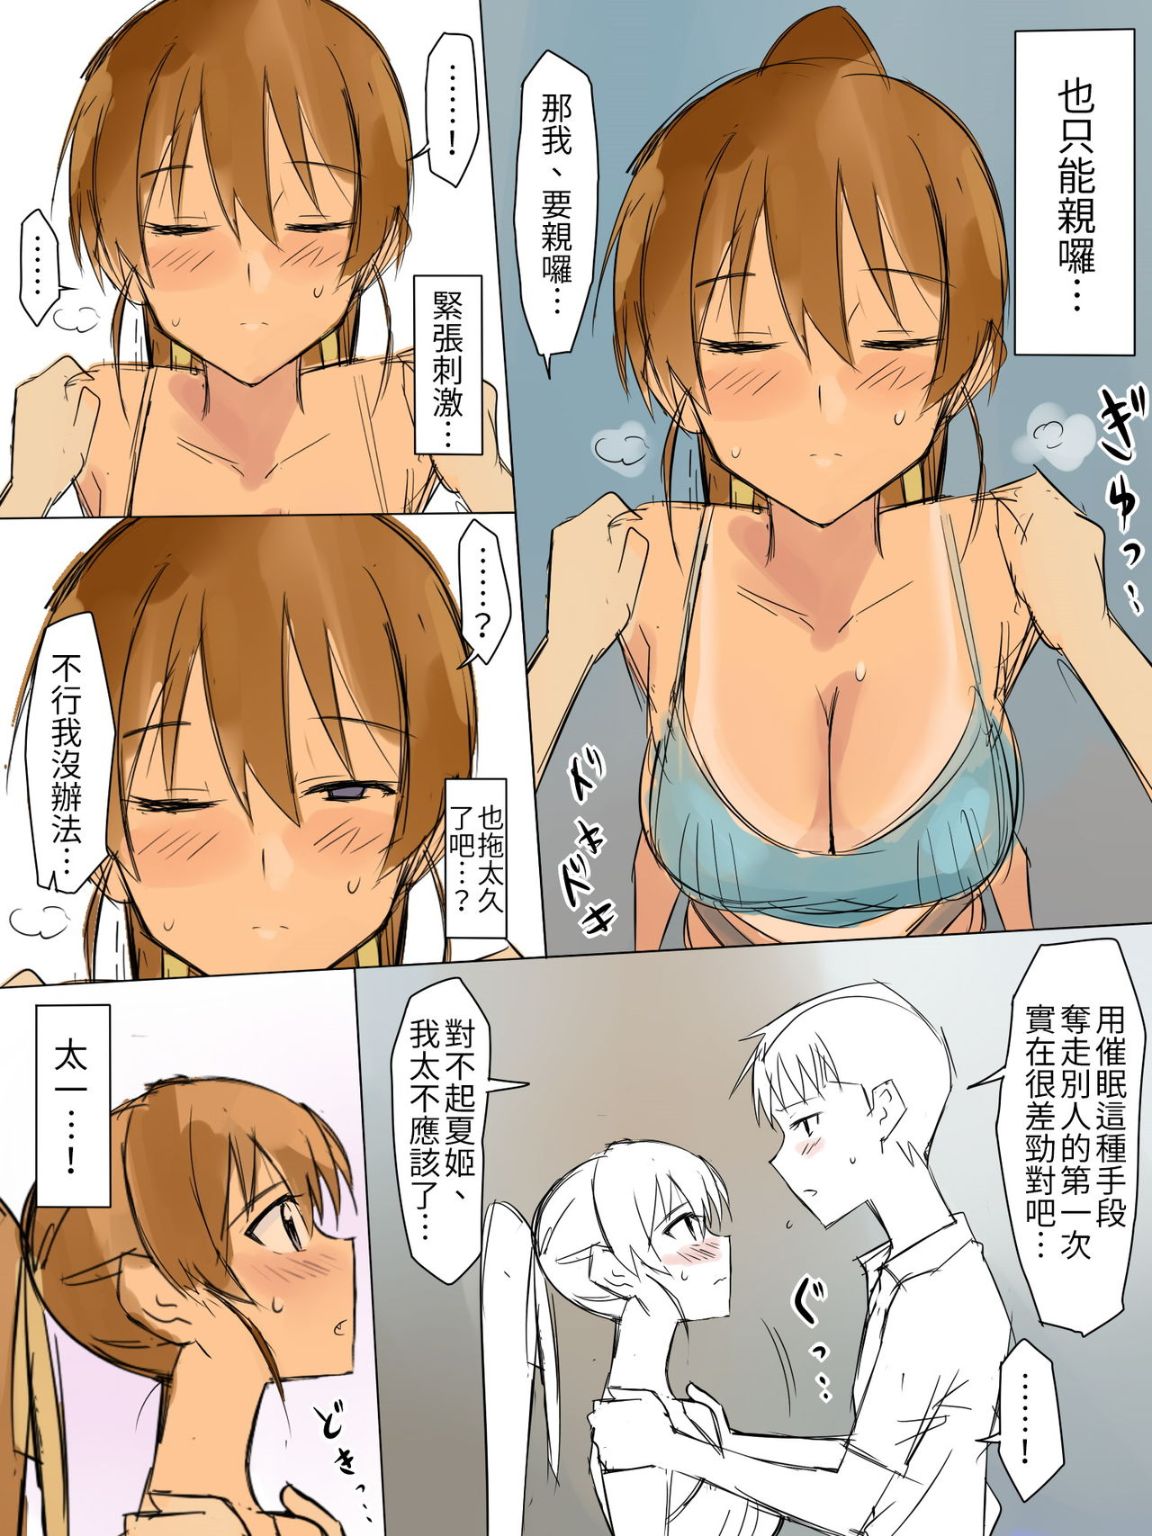 也只能親囉…
那我、要親囉…
ぎゅっ…
ドキ
ドキ
……!
緊張刺激…
……
……?
不行我沒辦法…
也拖太久
了吧…?
用催眠這種手段
奪走別人的第一次
實在很差勁對吧…
對不起夏姬、
我太不應該了…
ぐっ…
……!
太一…!
どきっ…